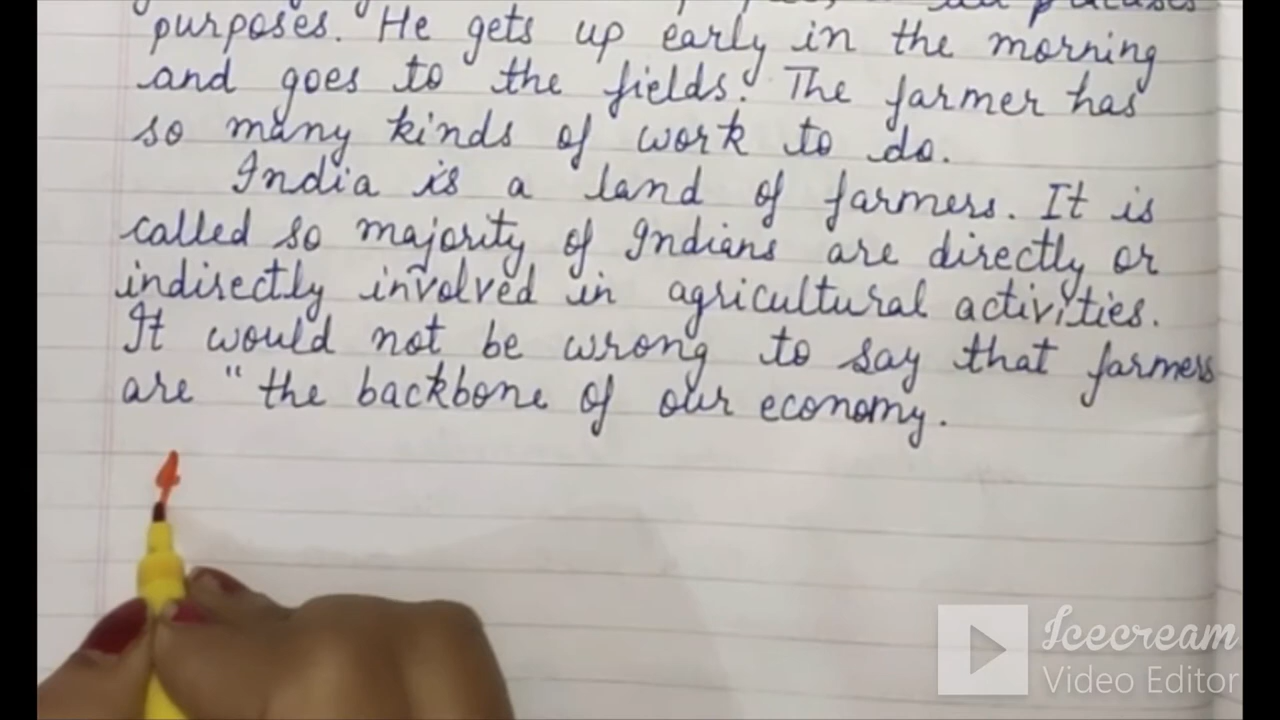 purposes. He gets up early in the morning
and goes to the fields. The farmer has
so many kinds of work to do.
India is a land of farmers. It is
called so majority of Indians are directly or
indirectly involved in agricultural activities.
It would not be wrong to say that farmers
are " the backbone of our economy.
Icecream
Video Editor